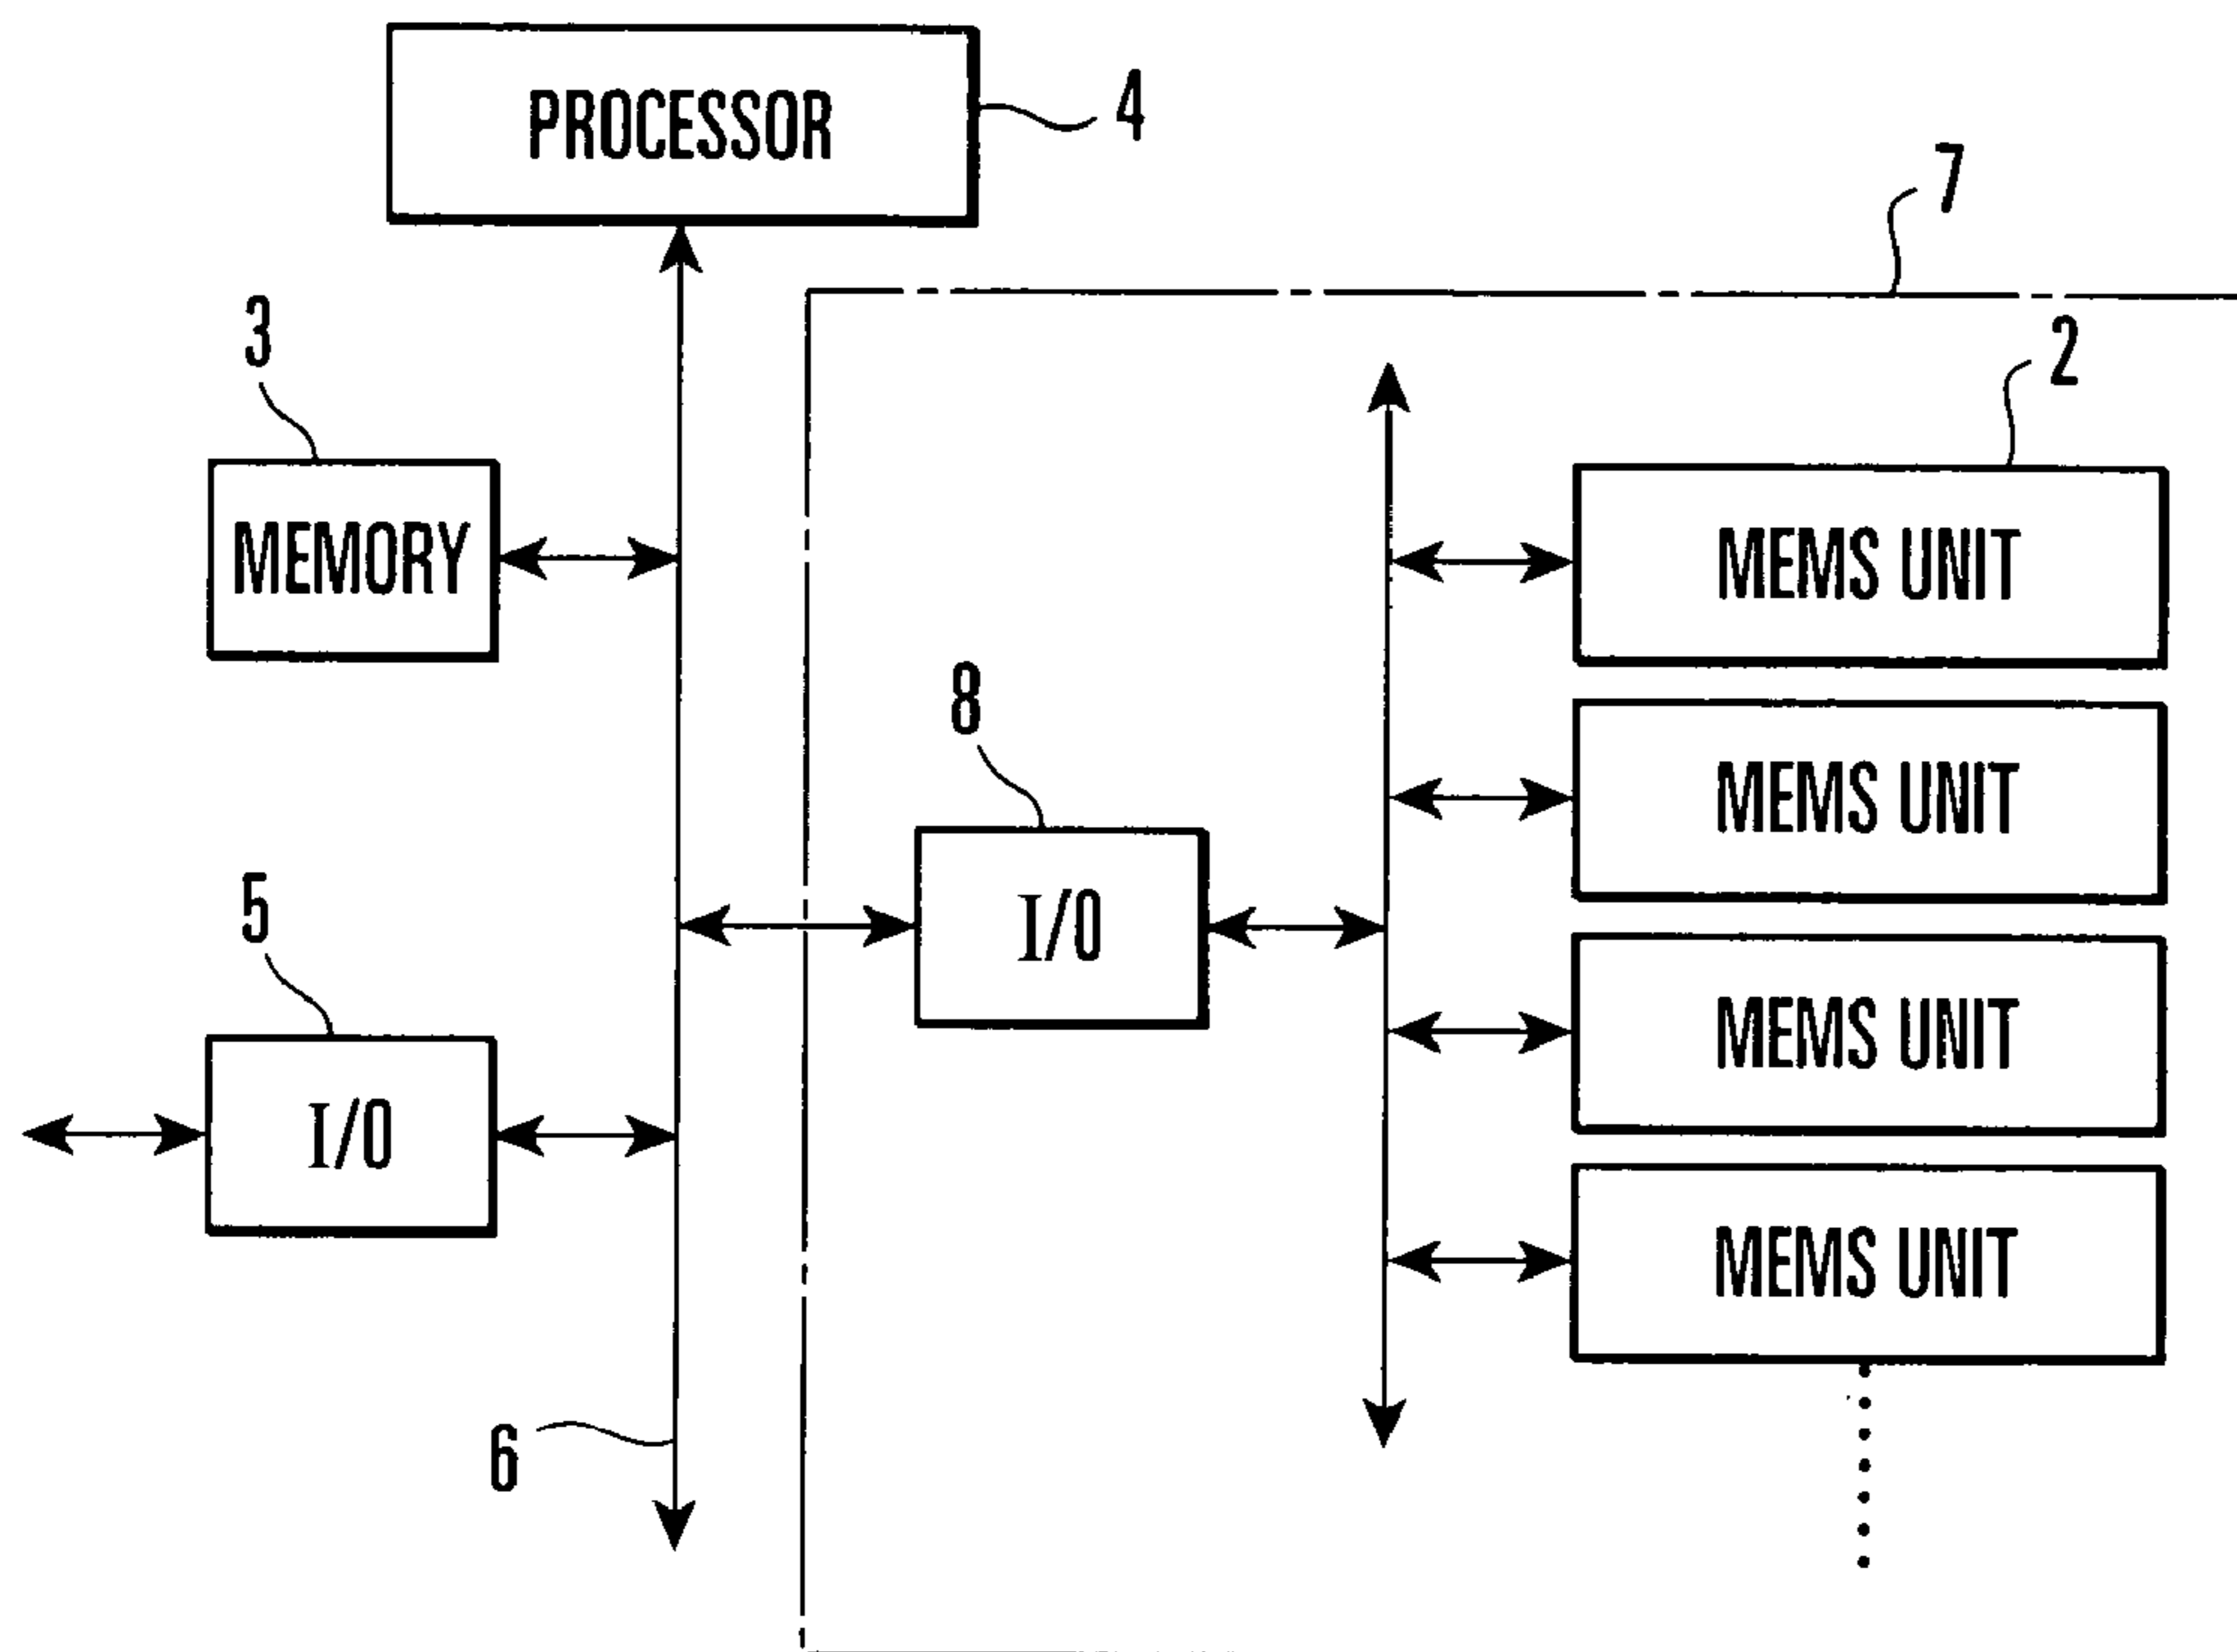 PROCESSOR
4
7
3
2
MEMORY
MEMS UNIT
8
MEMS UNIT
5
I/O
MEMS UNIT
I/O
MEMS UNIT
6